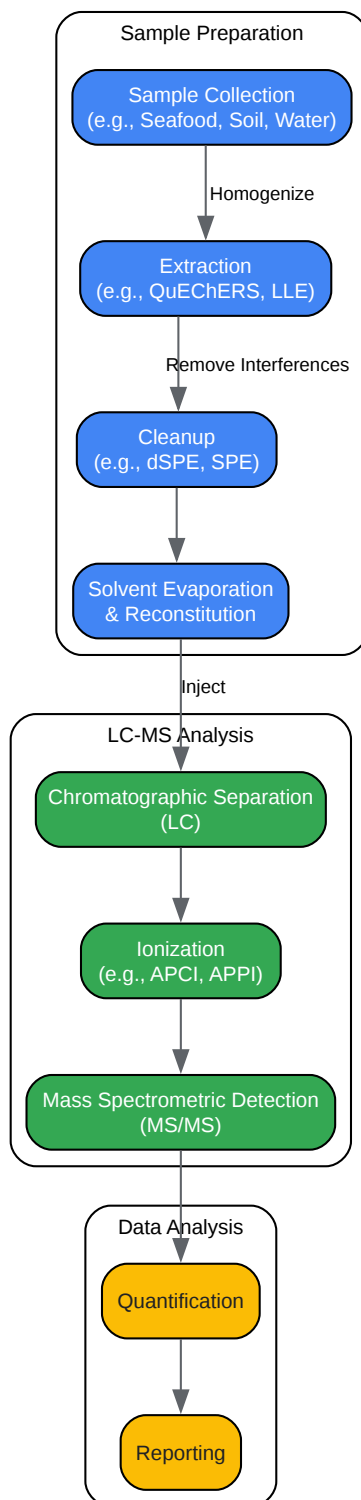 Sample Preparation
Sample Collection
(e.g., Seafood, Soil, Water)
Homogenize
Extraction
(e.g., QuEChERS, LLE)
Remove Interferences
Cleanup
(e.g., dSPE, SPE)
Solvent Evaporation
& Reconstitution
Inject
LC-MS Analysis
Chromatographic Separation
(LC)
Ionization
(e.g., APCI, APPI)
Mass Spectrometric Detection
(MS/MS)
Data Analysis
Quantification
Reporting